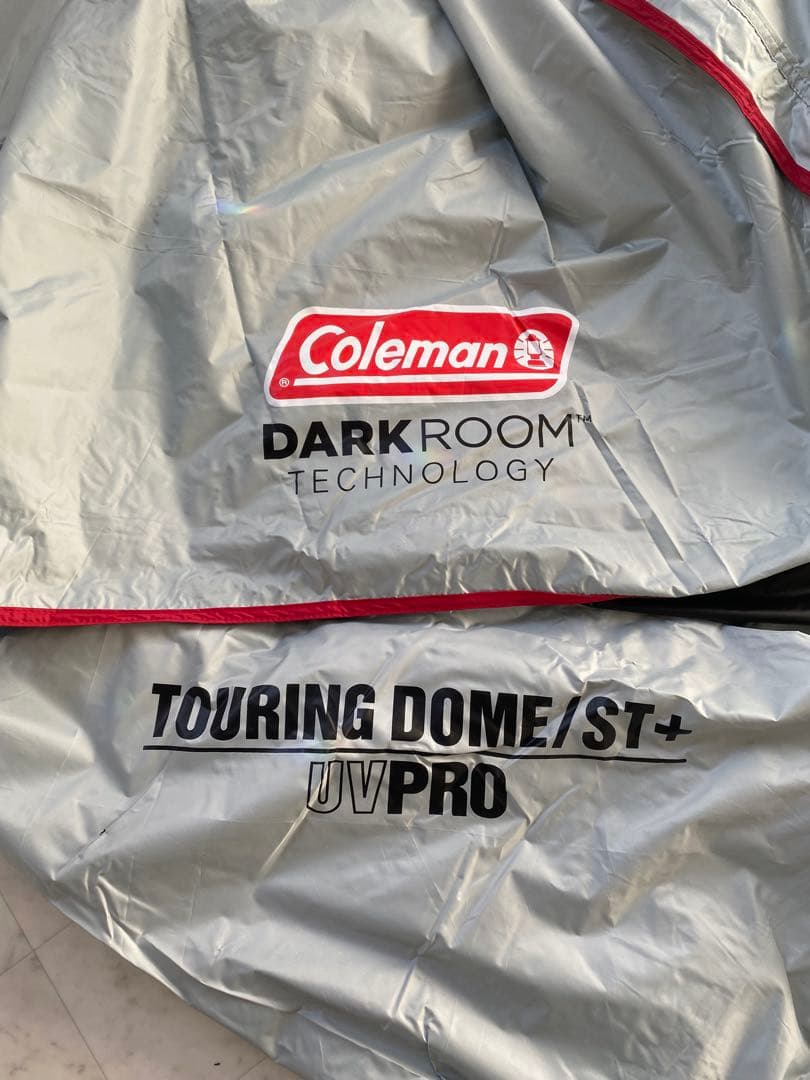 Coleman
®
DARKROOM™
TECHNOLOGY
TOURING DOME/ST+
UVPRO